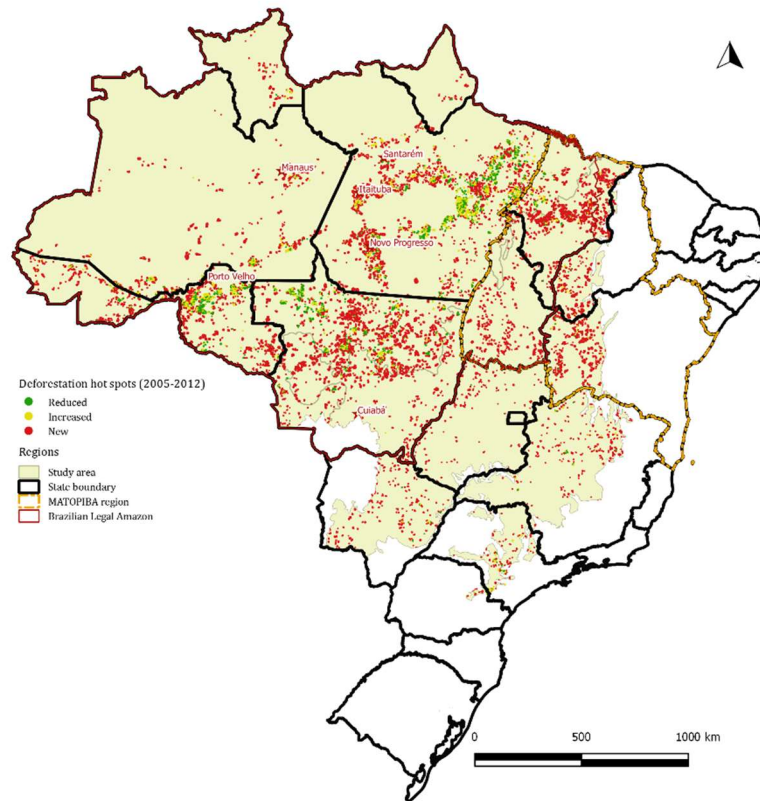 Santarém
Manaus
Itaituba
Novo Progresso
Porto Velho
Cuiabá
Deforestation hot spots (2005-2012)
Reduced
Increased
New
Regions
Study area
State boundary
MATOPIBA region
Brazilian Legal Amazon
0 500 1000 km